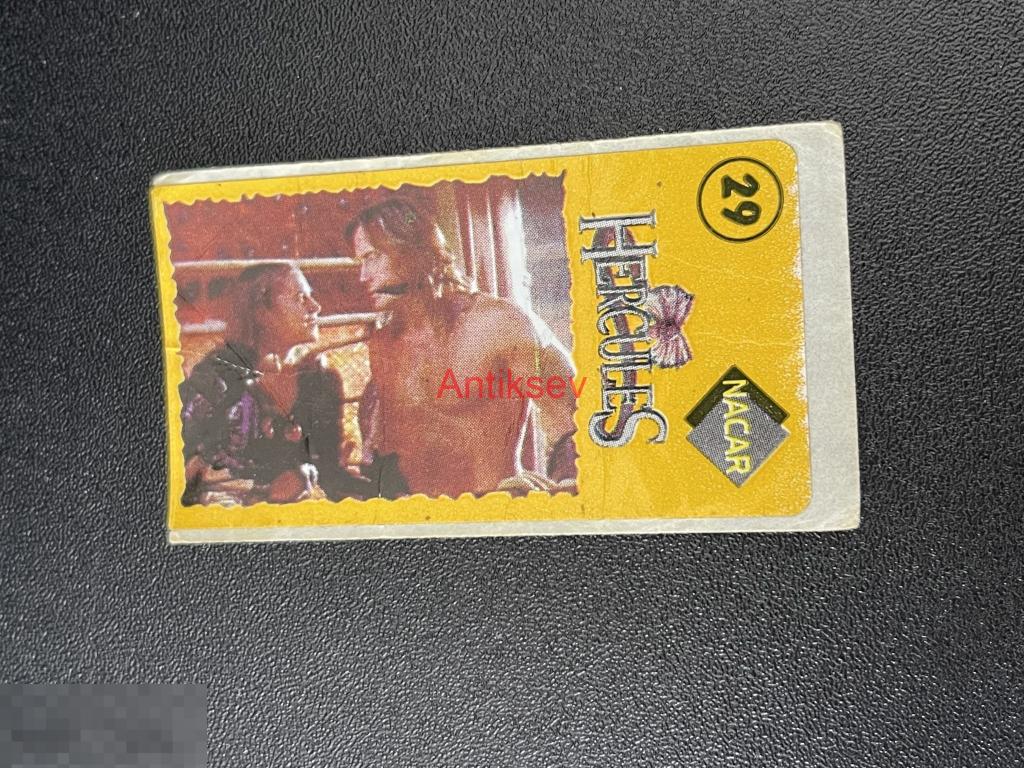 29
HERCULES
NACAR
Antiksev